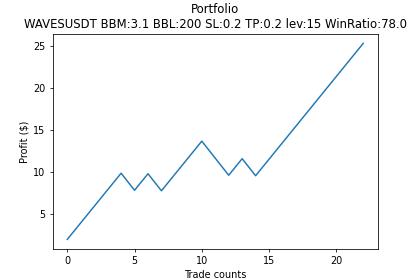 Portfolio
WAVESUSDT BBM:3.1 BBL:200 SL:0.2 TP:0.2 lev:15 WinRatio:78.0
25
20
15
10
5
Profit ($)
0 5 10 15 20
Trade counts